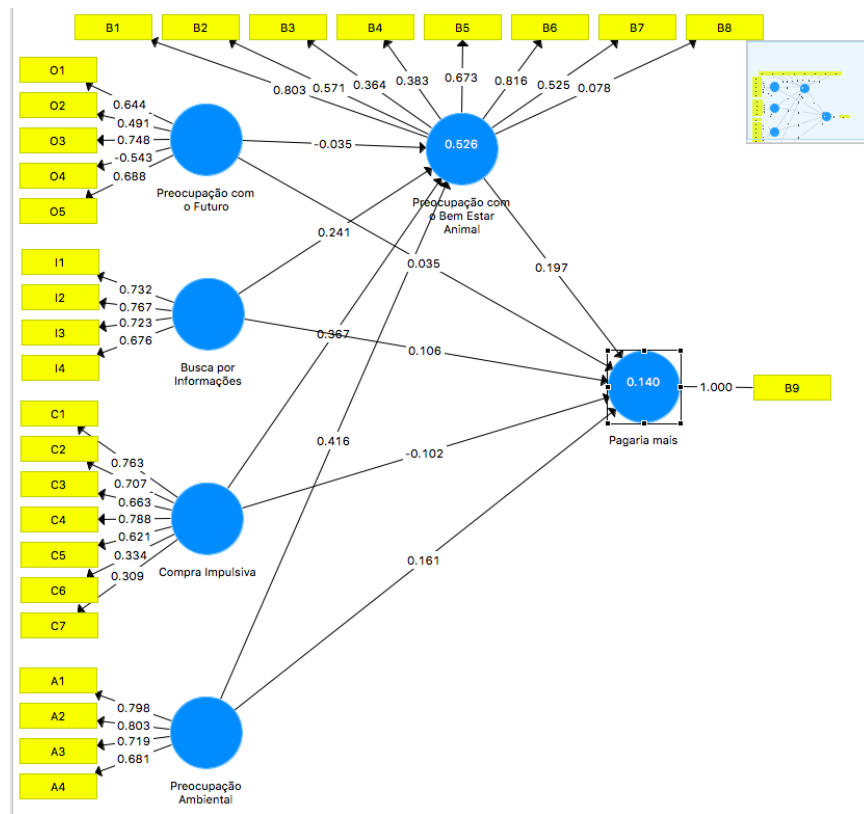 B1
B2
B3
B4
B5
B6
B7
B8
0.803
0.571
0.364
0.383
0.673
0.816
0.525
0.078
O1
O2
O3
O4
O5
0.644
0.491
0.748
-0.543
0.688
Preocupação com
o Futuro
-0.035
0.526
Preocupação com
o Bem Estar
Animal
0.241
0.035
0.197
I1
I2
I3
I4
0.732
0.767
0.723
0.676
Busca por
Informações
0.367
0.106
0.140
Pagaria mais
1.000
B9
C1
C2
C3
C4
C5
C6
C7
0.763
0.707
0.663
0.788
0.621
0.334
0.309
Compra Impulsiva
0.416
-0.102
0.161
A1
A2
A3
A4
0.798
0.803
0.719
0.681
Preocupação
Ambiental